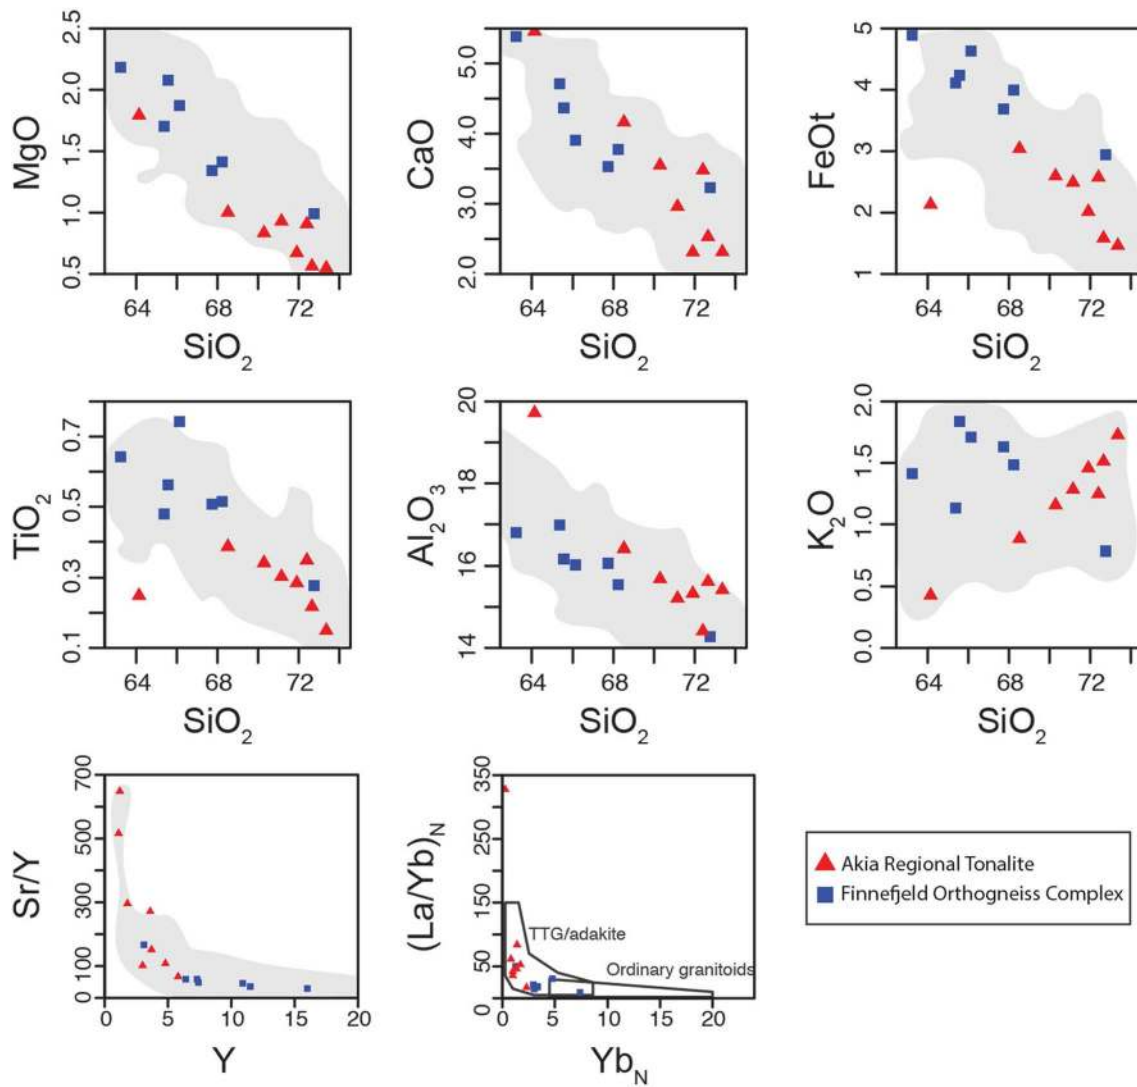 MgO
2.5
2.0
1.5
1.0
0.5
64 68 72
SiO2
CaO
5.0
4.0
3.0
2.0
64 68 72
SiO2
FeOt
5
4
3
2
1
64 68 72
SiO2
TiO2
0.7
0.5
0.3
0.1
64 68 72
SiO2
Al2O3
20
18
16
14
64 68 72
SiO2
K2O
2.0
1.5
1.0
0.5
0.0
64 68 72
SiO2
Sr/Y
700
500
300
100
0
0 5 10 15 20
Y
(La/Yb)N
350
250
150
50
0
TTG/adakite
Ordinary granitoids
0 5 10 15 20
YbN
Akia Regional Tonalite
Finnefjeld Orthogneiss Complex